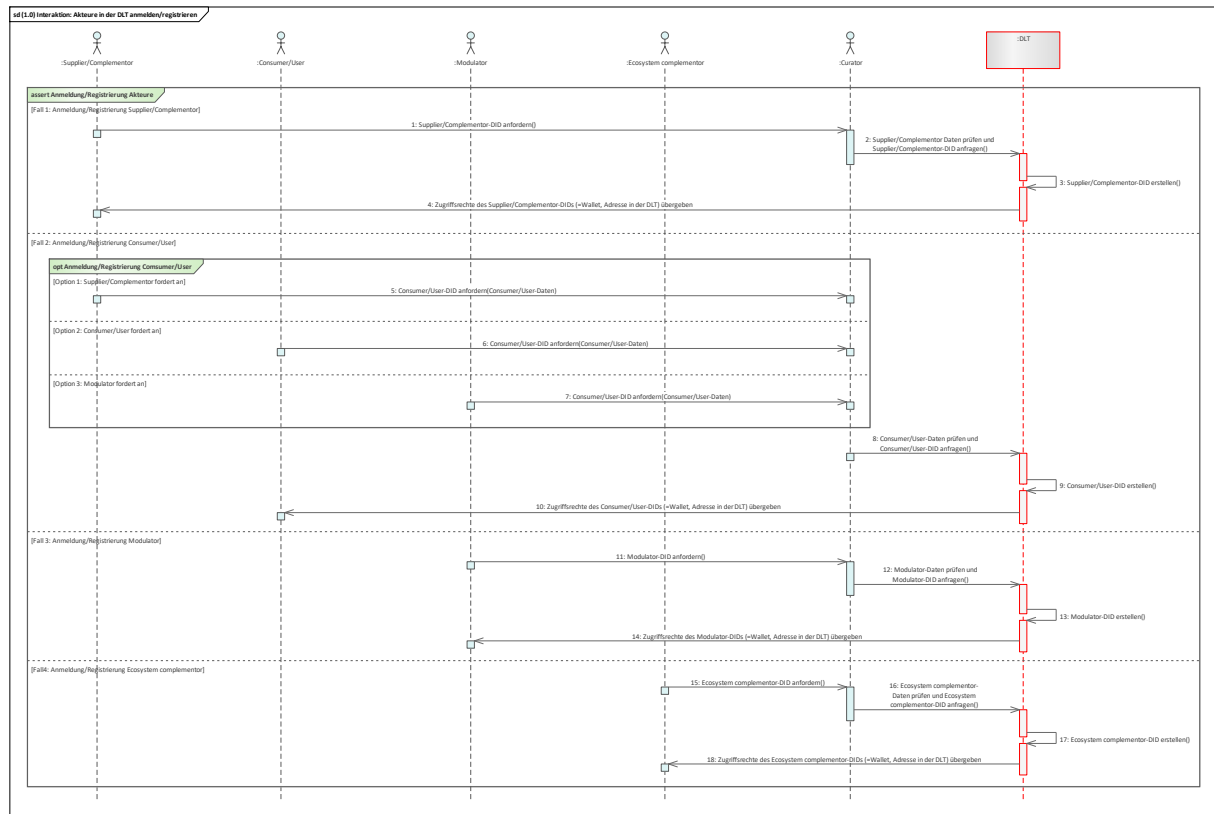 sd (1.0) Interaktion: Akteure in der DLT anmelden/registrieren
:Supplier/Complementor
:Consumer/User
:Modulator
:Ecosystem complementor
:Curator
:DLT
assert Anmeldung/Registrierung Akteure
[Fall 1: Anmeldung/Registrierung Supplier/Complementor]
1: Supplier/Complementor-DID anfordern()
2: Supplier/Complementor Daten prüfen und
Supplier/Complementor-DID anfragen()
3: Supplier/Complementor-DID erstellen()
4: Zugriffsrechte des Supplier/Complementor-DIDs (=Wallet, Adresse in der DLT) übergeben
[Fall 2: Anmeldung/Registrierung Consumer/User]
opt Anmeldung/Registrierung Comsumer/User
[Option 1: Supplier/Complementor fordert an]
5: Consumer/User-DID anfordern(Consumer/User-Daten)
[Option 2: Consumer/User fordert an]
6: Consumer/User-DID anfordern(Consumer/User-Daten)
[Option 3: Modulator fordert an]
7: Consumer/User-DID anfordern(Consumer/User-Daten)
8: Consumer/User-Daten prüfen und
Consumer/User-DID anfragen()
9: Consumer/User-DID erstellen()
10: Zugriffsrechte des Consumer/User-DIDs (=Wallet, Adresse in der DLT) übergeben
[Fall 3: Anmeldung/Registrierung Modulator]
11: Modulator-DID anfordern()
12: Modulator-Daten prüfen und
Modulator-DID anfragen()
13: Modulator-DID erstellen()
14: Zugriffsrechte des Modulator-DIDs (=Wallet, Adresse in der DLT) übergeben
[Fall4: Anmeldung/Registrierung Ecosystem complementor]
15: Ecosystem complementor-DID anfordern()
16: Ecosystem complementor-
Daten prüfen und Ecosystem
complementor-DID anfragen()
17: Ecosystem complementor-DID erstellen()
18: Zugriffsrechte des Ecosystem complementor-DIDs (=Wallet, Adresse in der DLT) übergeben